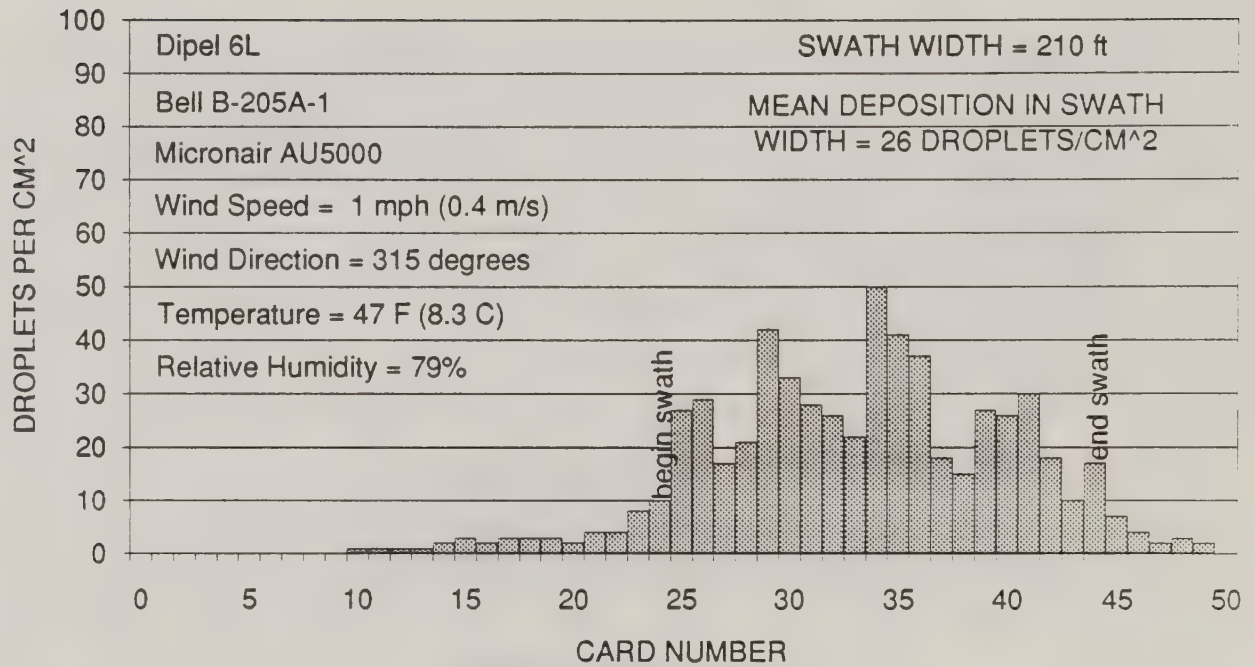 DROPLETS PER CM^2
100
90
80
70
60
50
40
30
20
10
0
Dipel 6L
Bell B-205A-1
Micronair AU5000
Wind Speed = 1 mph (0.4 m/s)
Wind Direction = 315 degrees
Temperature = 47 F (8.3 C)
Relative Humidity = 79%
SWATH WIDTH = 210 ft
MEAN DEPOSITION IN SWATH
WIDTH = 26 DROPLETS/CM^2
begin swath
end swath
0 5 10 15 20 25 30 35 40 45 50
CARD NUMBER